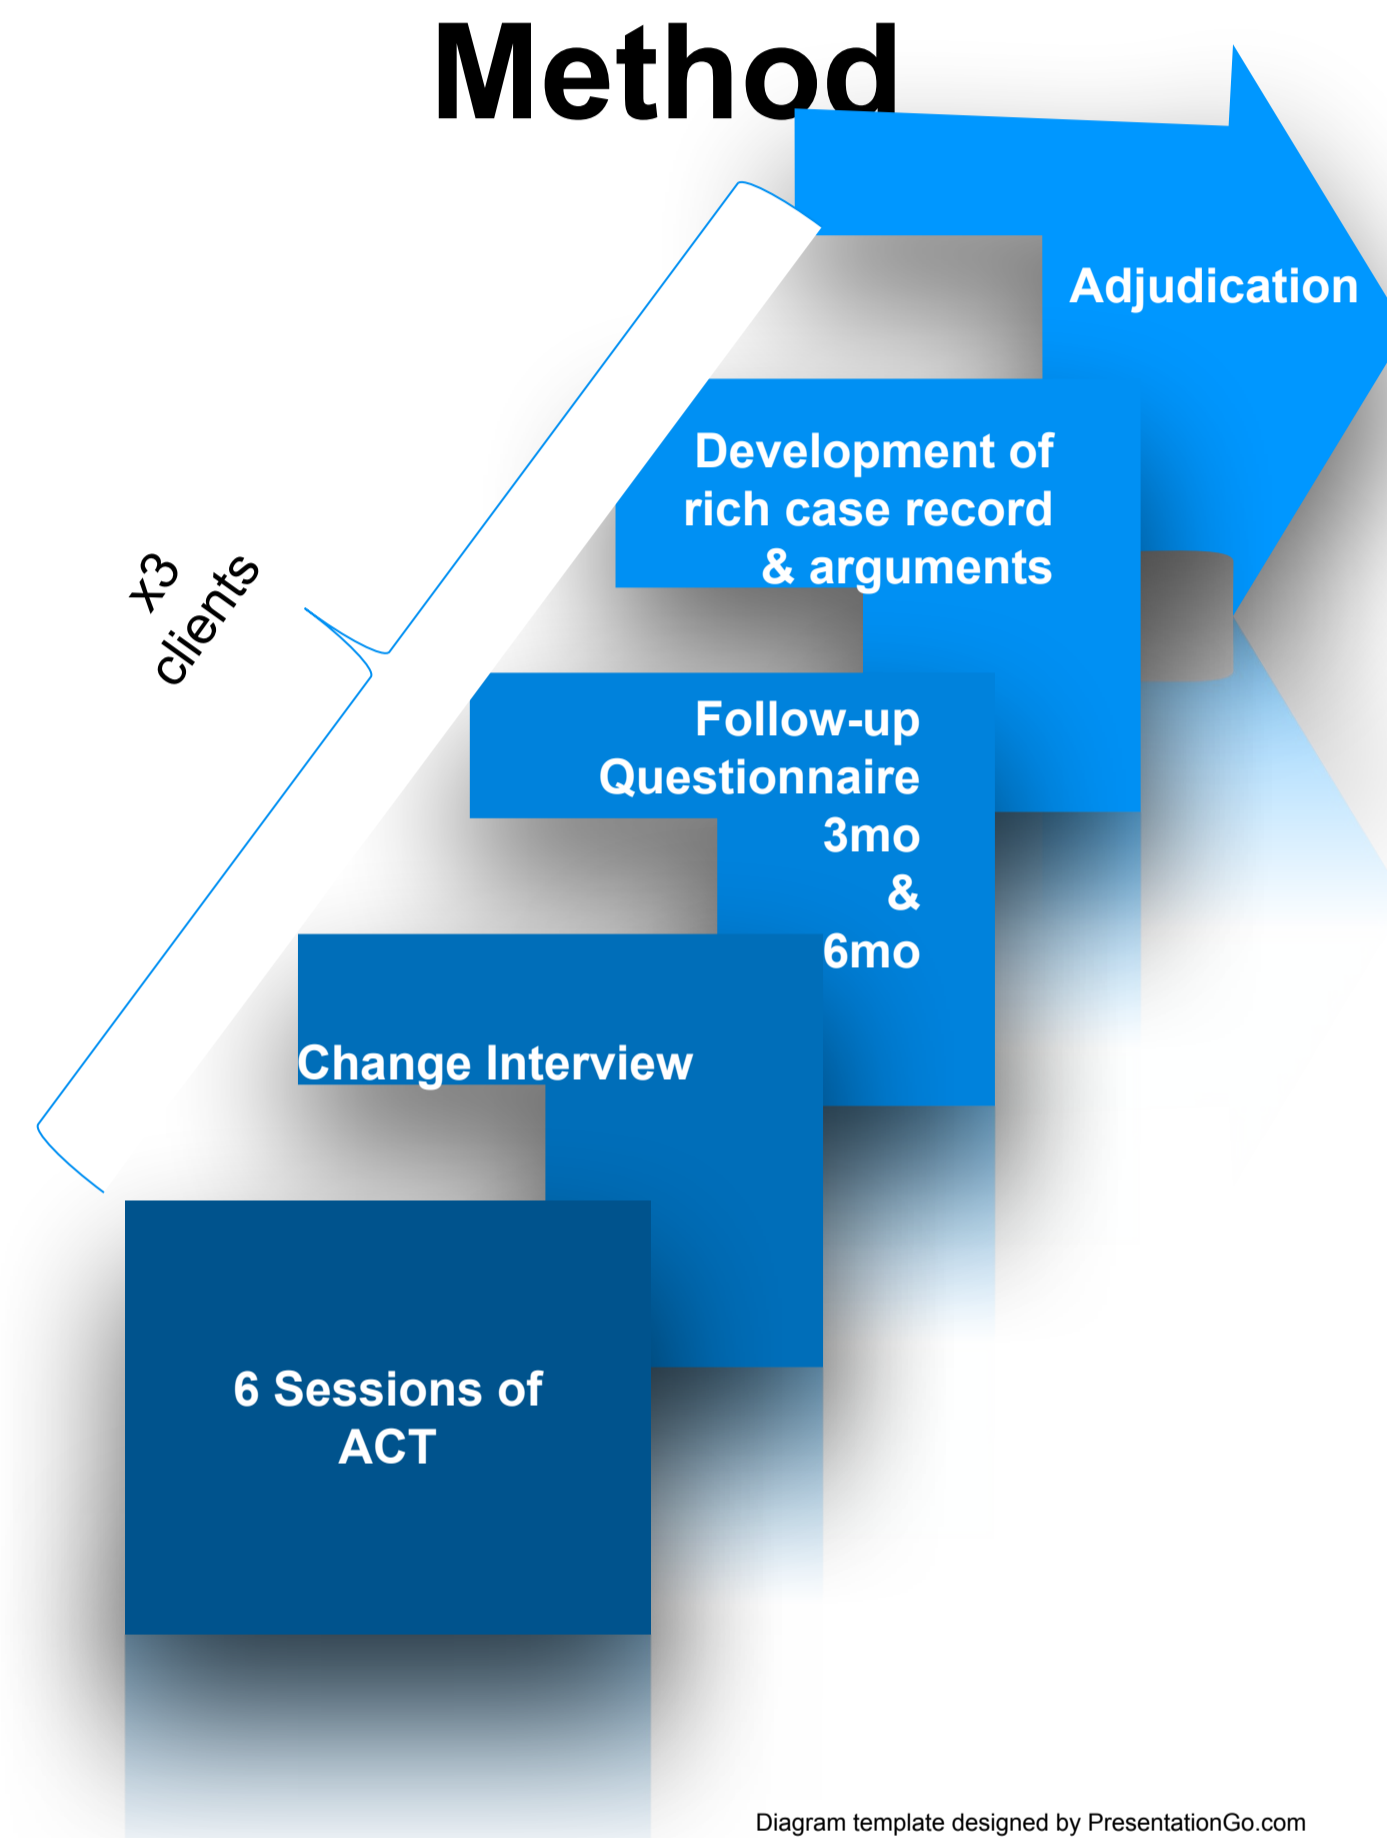 Method
Adjudication
Development of
rich case record
& arguments
x3
clients
Follow-up
Questionnaire
3mo
&
6mo
Change Interview
6 Sessions of
ACT
Diagram template designed by PresentationGo.com